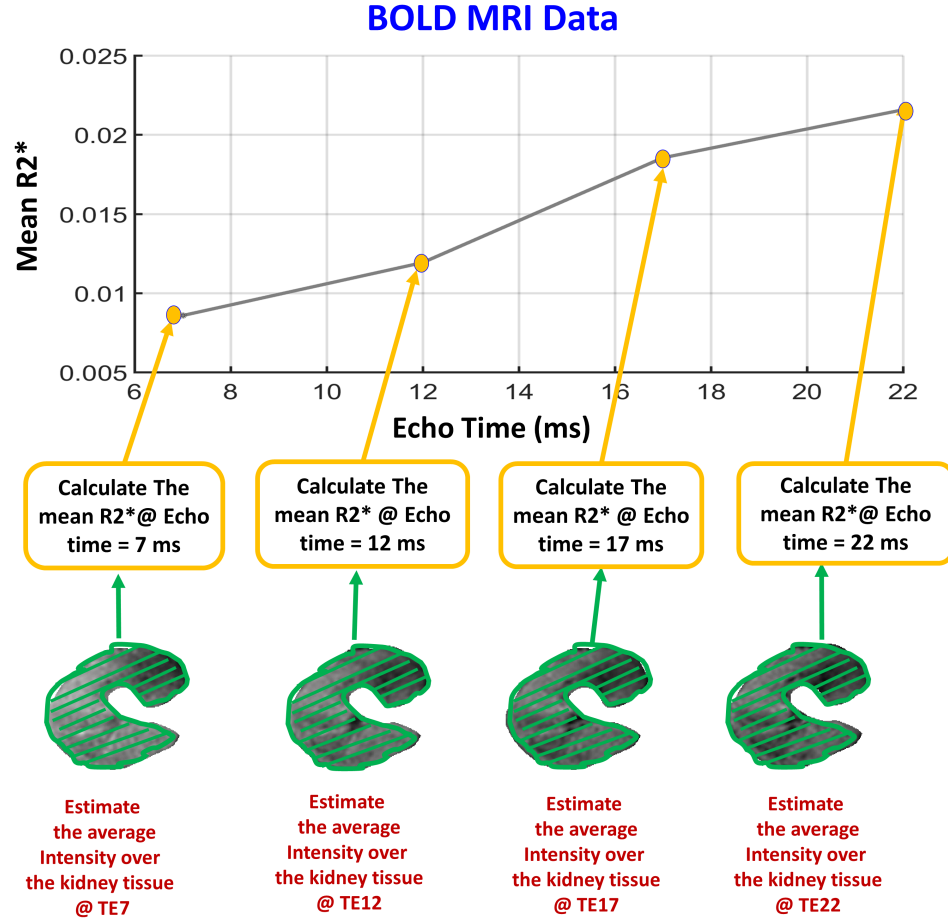 BOLD MRI Data
0.025
0.02
0.015
0.01
0.005
Mean R2*
6 8 10 12 14 16 18 20 22
Echo Time (ms)
Calculate The
mean R2*@ Echo
time = 7 ms
Calculate The
mean R2* @ Echo
time = 12 ms
Calculate The
mean R2* @ Echo
time = 17 ms
Calculate The
mean R2*@ Echo
time = 22 ms
Estimate
the average
Intensity over
the kidney tissue
@ TE7
Estimate
the average
Intensity over
the kidney tissue
@ TE12
Estimate
the average
Intensity over
the kidney tissue
@ TE17
Estimate
the average
Intensity over
the kidney tissue
@ TE22